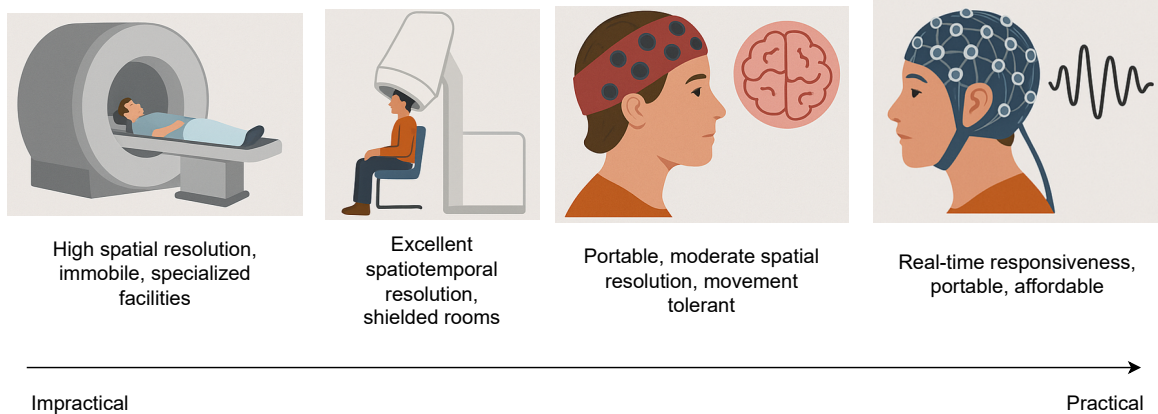 High spatial resolution,
immobile, specialized
facilities
Excellent
spatiotemporal
resolution,
shielded rooms
Portable, moderate spatial
resolution, movement
tolerant
Real-time responsiveness,
portable, affordable
Impractical
Practical